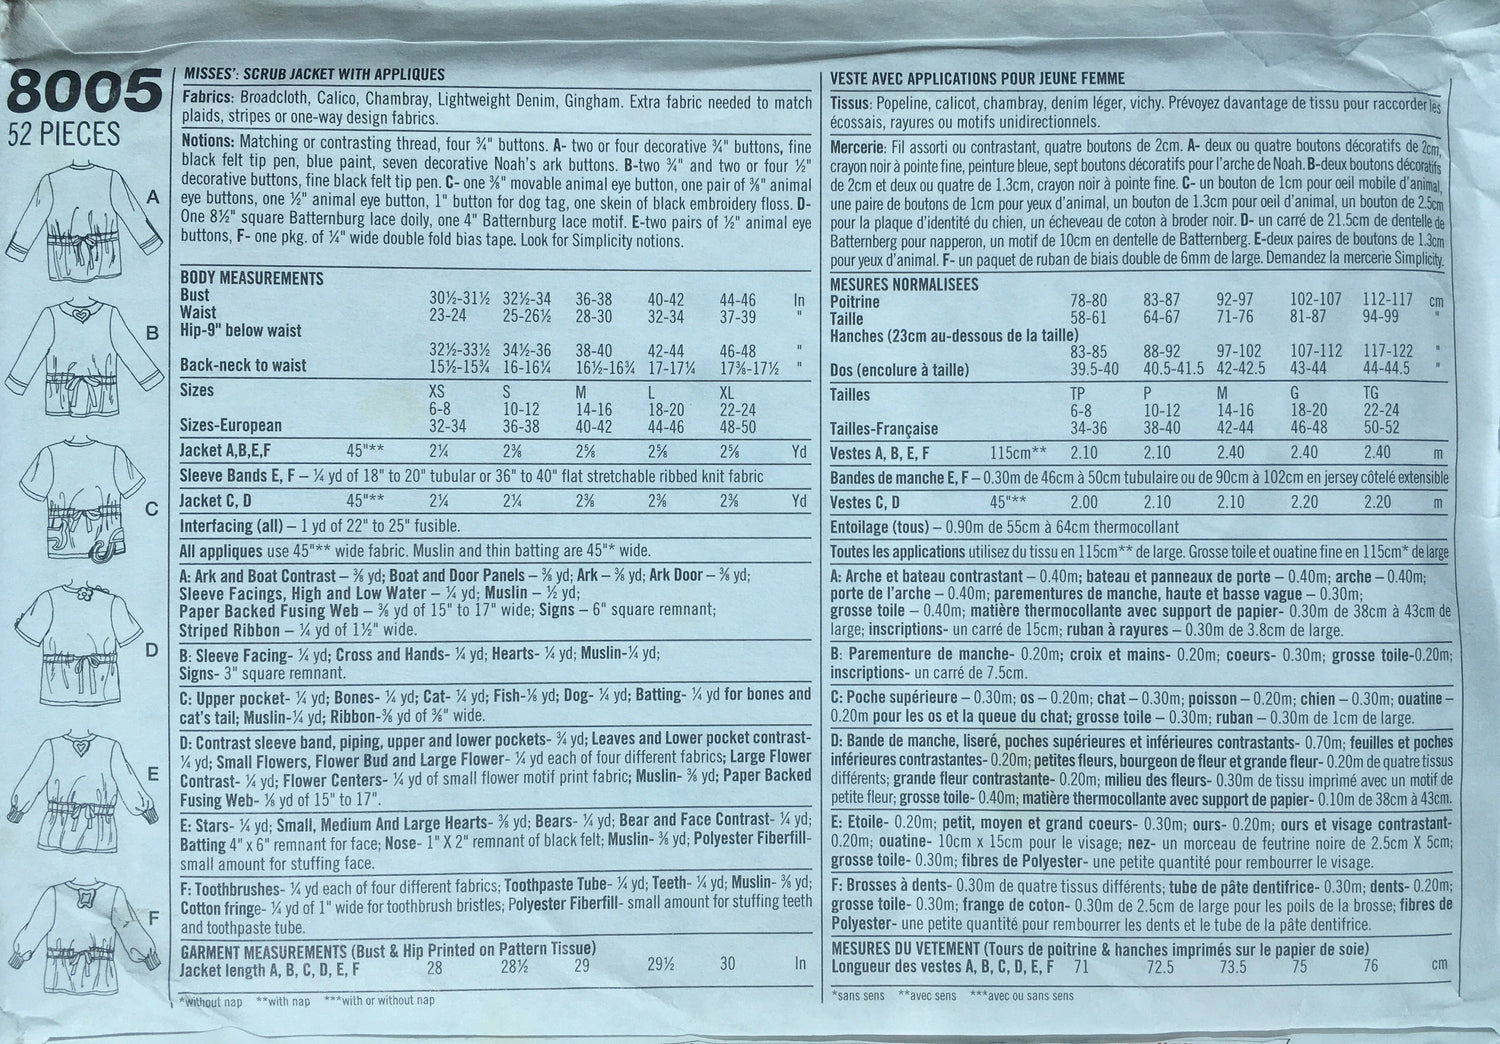 8005
52 PIECES
A
B
C
D
E
F
MISSES': SCRUB JACKET WITH APPLIQUES
Fabrics: Broadcloth, Calico, Chambray, Lightweight Denim, Gingham. Extra fabric needed to match
plaids, stripes or one-way design fabrics.
Notions: Matching or contrasting thread, four ¾" buttons. A- two or four decorative ¾" buttons, fine
black felt tip pen, blue paint, seven decorative Noah's ark buttons. B-two ¾" and two or four ½"
decorative buttons, fine black felt tip pen. C- one ⅜" movable animal eye button, one pair of ⅜" animal
eye buttons, one ½" animal eye button, 1" button for dog tag, one skein of black embroidery floss. D-
One 8½" square Batternburg lace doily, one 4" Batternburg lace motif. E-two pairs of ½" animal eye
buttons, F- one pkg. of ¼" wide double fold bias tape. Look for Simplicity notions.
BODY MEASUREMENTS
Bust 30½-31½ 32½-34 36-38 40-42 44-46 In
Waist 23-24 25-26½ 28-30 32-34 37-39 "
Hip-9" below waist
32½-33½ 34½-36 38-40 42-44 46-48 "
Back-neck to waist 15½-15¾ 16-16¼ 16½-16¾ 17-17¼ 17⅜-17½ "
Sizes XS S M L XL
6-8 10-12 14-16 18-20 22-24
Sizes-European 32-34 36-38 40-42 44-46 48-50
Jacket A,B,E,F 45"** 2¼ 2⅜ 2⅝ 2⅝ 2⅝ Yd
Sleeve Bands E, F – ¼ yd of 18" to 20" tubular or 36" to 40" flat stretchable ribbed knit fabric
Jacket C, D 45"** 2¼ 2¼ 2⅜ 2⅜ 2⅜ Yd
Interfacing (all) – 1 yd of 22" to 25" fusible.
All appliques use 45"** wide fabric. Muslin and thin batting are 45"* wide.
A: Ark and Boat Contrast – ⅜ yd; Boat and Door Panels – ⅜ yd; Ark – ⅜ yd; Ark Door – ⅜ yd;
Sleeve Facings, High and Low Water – ¼ yd; Muslin – ½ yd;
Paper Backed Fusing Web – ⅜ yd of 15" to 17" wide; Signs – 6" square remnant;
Striped Ribbon – ¼ yd of 1½" wide.
B: Sleeve Facing- ¼ yd; Cross and Hands- ¼ yd; Hearts- ¼ yd; Muslin-¼ yd;
Signs- 3" square remnant.
C: Upper pocket- ¼ yd; Bones- ¼ yd; Cat- ¼ yd; Fish-⅛ yd; Dog- ¼ yd; Batting- ¼ yd for bones and
cat's tail; Muslin-¼ yd; Ribbon-⅜ yd of ⅜" wide.
D: Contrast sleeve band, piping, upper and lower pockets- ¾ yd; Leaves and Lower pocket contrast-
¼ yd; Small Flowers, Flower Bud and Large Flower- ¼ yd each of four different fabrics; Large Flower
Contrast- ¼ yd; Flower Centers- ¼ yd of small flower motif print fabric; Muslin- ⅜ yd; Paper Backed
Fusing Web- ⅛ yd of 15" to 17".
E: Stars- ¼ yd; Small, Medium And Large Hearts- ⅜ yd; Bears- ¼ yd; Bear and Face Contrast- ¼ yd;
Batting 4" x 6" remnant for face; Nose- 1" X 2" remnant of black felt; Muslin- ⅜ yd; Polyester Fiberfill-
small amount for stuffing face.
F: Toothbrushes- ¼ yd each of four different fabrics; Toothpaste Tube- ¼ yd; Teeth- ¼ yd; Muslin- ⅜ yd;
Cotton fringe- ¼ yd of 1" wide for toothbrush bristles; Polyester Fiberfill- small amount for stuffing teeth
and toothpaste tube.
GARMENT MEASUREMENTS (Bust & Hip Printed on Pattern Tissue)
Jacket length A, B, C, D, E, F 28 28½ 29 29½ 30 In
*without nap **with nap ***with or without nap
VESTE AVEC APPLICATIONS POUR JEUNE FEMME
Tissus: Popeline, calicot, chambray, denim léger, vichy. Prévoyez davantage de tissu pour raccorder les
écossais, rayures ou motifs unidirectionnels.
Mercerie: Fil assorti ou contrastant, quatre boutons de 2cm. A- deux ou quatre boutons décoratifs de 2cm,
crayon noir à pointe fine, peinture bleue, sept boutons décoratifs pour l'arche de Noah. B-deux boutons décoratifs
de 2cm et deux ou quatre de 1.3cm, crayon noir à pointe fine. C- un bouton de 1cm pour oeil mobile d'animal,
une paire de boutons de 1cm pour yeux d'animal, un bouton de 1.3cm pour oeil d'animal, un bouton de 2.5cm
pour la plaque d'identité du chien, un écheveau de coton à broder noir. D- un carré de 21.5cm de dentelle de
Batternberg pour napperon, un motif de 10cm en dentelle de Batternberg. E-deux paires de boutons de 1.3cm
pour yeux d'animal. F- un paquet de ruban de biais double de 6mm de large. Demandez la mercerie Simplicity.
MESURES NORMALISEES
Poitrine 78-80 83-87 92-97 102-107 112-117 cm
Taille 58-61 64-67 71-76 81-87 94-99 "
Hanches (23cm au-dessous de la taille)
83-85 88-92 97-102 107-112 117-122 "
Dos (encolure à taille) 39.5-40 40.5-41.5 42-42.5 43-44 44-44.5 "
Tailles TP P M G TG
6-8 10-12 14-16 18-20 22-24
Tailles-Française 34-36 38-40 42-44 46-48 50-52
Vestes A, B, E, F 115cm** 2.10 2.10 2.40 2.40 2.40 m
Bandes de manche E, F – 0.30m de 46cm à 50cm tubulaire ou de 90cm à 102cm en jersey côtelé extensible
Vestes C, D 45"** 2.00 2.10 2.10 2.20 2.20 m
Entoilage (tous) – 0.90m de 55cm à 64cm thermocollant
Toutes les applications utilisez du tissu en 115cm** de large. Grosse toile et ouatine fine en 115cm* de large
A: Arche et bateau contrastant – 0.40m; bateau et panneaux de porte – 0.40m; arche – 0.40m;
porte de l'arche – 0.40m; parementures de manche, haute et basse vague – 0.30m;
grosse toile – 0.40m; matière thermocollante avec support de papier- 0.30m de 38cm à 43cm de
large; inscriptions- un carré de 15cm; ruban à rayures – 0.30m de 3.8cm de large.
B: Parementure de manche- 0.20m; croix et mains- 0.20m; coeurs- 0.30m; grosse toile-0.20m;
inscriptions- un carré de 7.5cm.
C: Poche supérieure – 0.30m; os – 0.20m; chat – 0.30m; poisson – 0.20m; chien – 0.30m; ouatine –
0.20m pour les os et la queue du chat; grosse toile – 0.30m; ruban – 0.30m de 1cm de large.
D: Bande de manche, liseré, poches supérieures et inférieures contrastants- 0.70m; feuilles et poches
inférieures contrastantes- 0.20m; petites fleurs, bourgeon de fleur et grande fleur- 0.20m de quatre tissus
différents; grande fleur contrastante- 0.20m; milieu des fleurs- 0.30m de tissu imprimé avec un motif de
petite fleur; grosse toile- 0.40m; matière thermocollante avec support de papier- 0.10m de 38cm à 43cm.
E: Etoile- 0.20m; petit, moyen et grand coeurs- 0.30m; ours- 0.20m; ours et visage contrastant-
0.20m; ouatine- 10cm x 15cm pour le visage; nez- un morceau de feutrine noire de 2.5cm X 5cm;
grosse toile- 0.30m; fibres de Polyester- une petite quantité pour rembourrer le visage.
F: Brosses à dents- 0.30m de quatre tissus différents; tube de pâte dentifrice- 0.30m; dents- 0.20m;
grosse toile- 0.30m; frange de coton- 0.30m de 2.5cm de large pour les poils de la brosse; fibres de
Polyester- une petite quantité pour rembourrer les dents et le tube de la pâte dentifrice.
MESURES DU VETEMENT (Tours de poitrine & hanches imprimés sur le papier de soie)
Longueur des vestes A, B, C, D, E, F 71 72.5 73.5 75 76 cm
*sans sens **avec sens ***avec ou sans sens